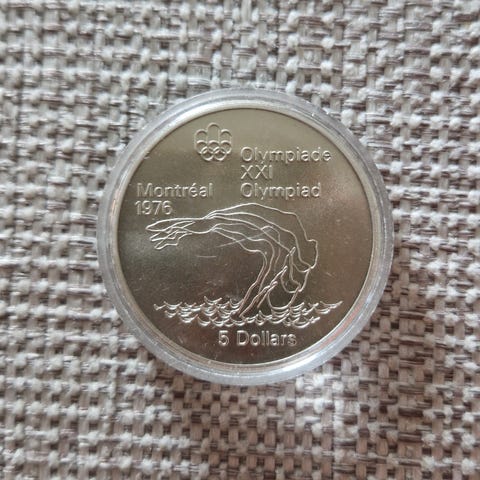 Olympiade
XXI
Montréal Olympiad
1976
5 Dollars